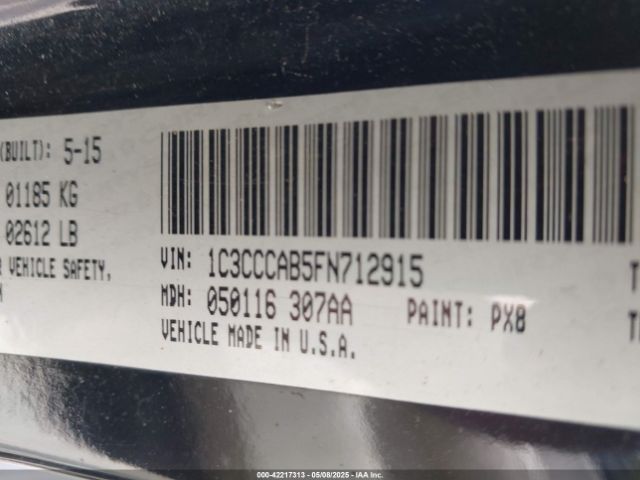 (BUILT): 5-15
01185 KG
02612 LB
VEHICLE SAFETY.
VIN: 1C3CCCAB5FN712915
MDH: 050116 307AA PAINT: PX8
VEHICLE MADE IN U.S.A.
000-42217313 - 05/08/2025 - IAA Inc.